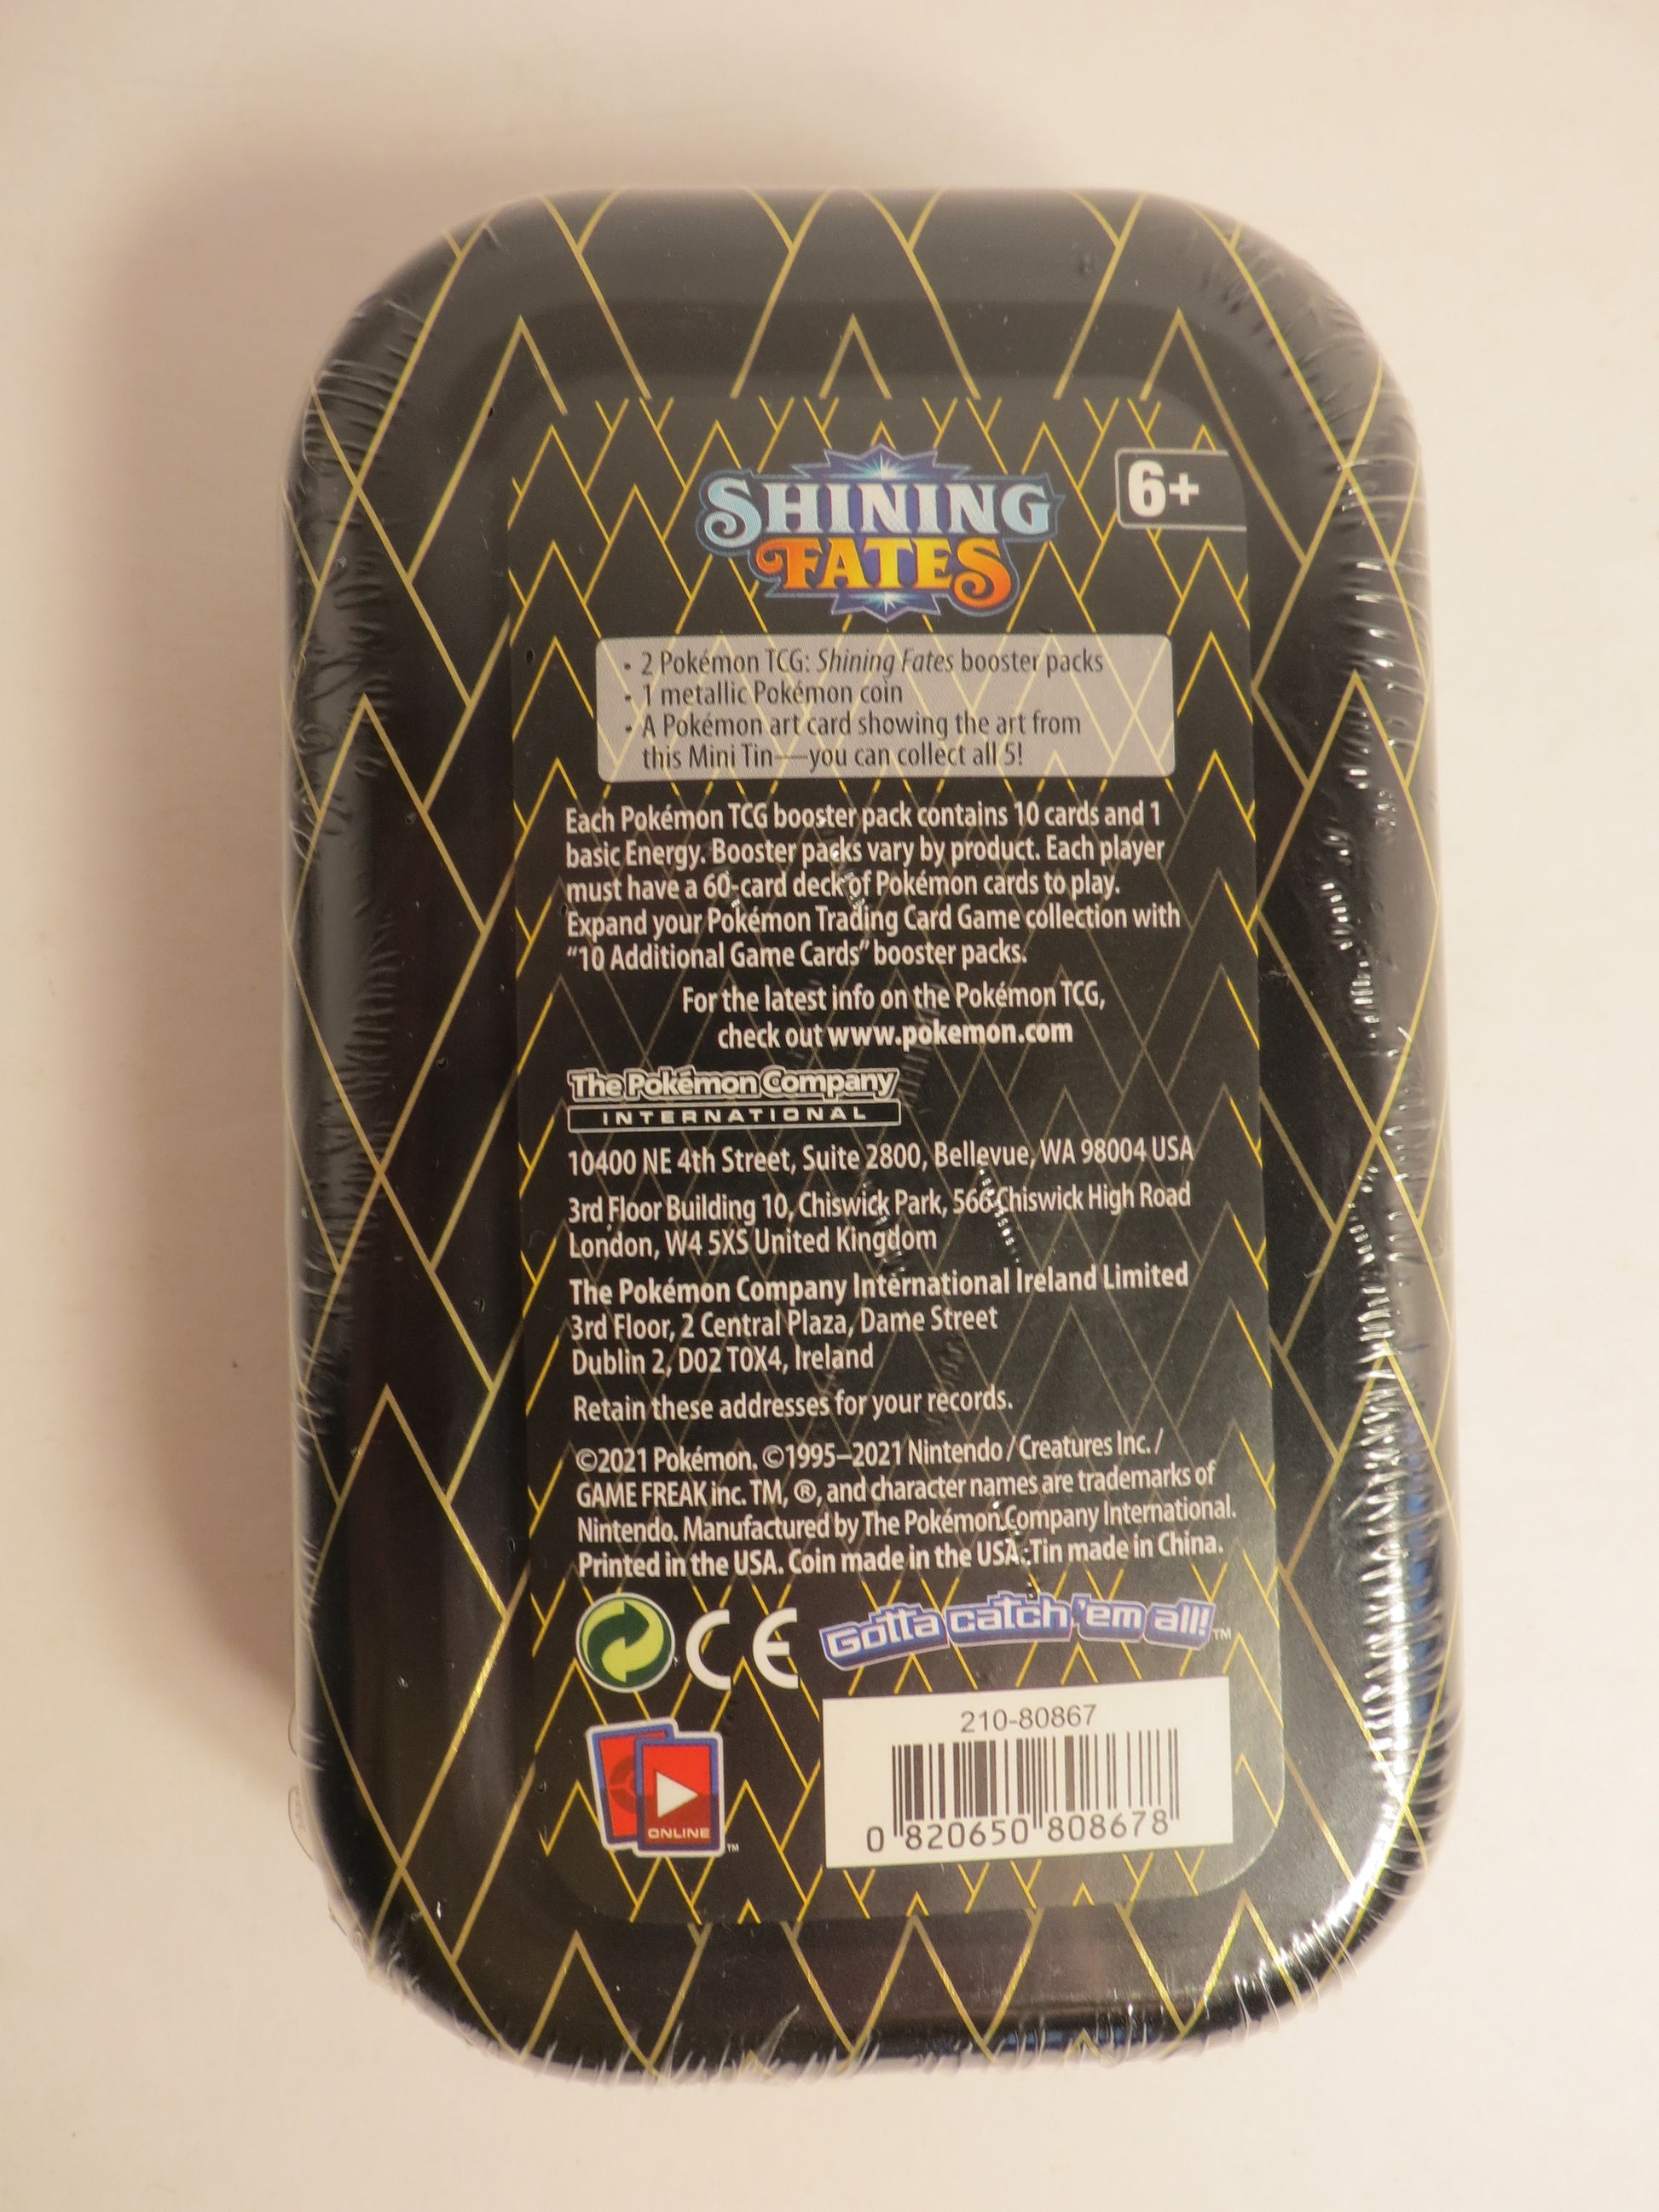 SHINING
FATES
6+
• 2 Pokémon TCG: Shining Fates booster packs
• 1 metallic Pokémon coin
• A Pokémon art card showing the art from
this Mini Tin—you can collect all 5!
Each Pokémon TCG booster pack contains 10 cards and 1
basic Energy. Booster packs vary by product. Each player
must have a 60-card deck of Pokémon cards to play.
Expand your Pokémon Trading Card Game collection with
“10 Additional Game Cards” booster packs.
For the latest info on the Pokémon TCG,
check out www.pokemon.com
The Pokémon Company
INTERNATIONAL
10400 NE 4th Street, Suite 2800, Bellevue, WA 98004 USA
3rd Floor Building 10, Chiswick Park, 566 Chiswick High Road
London, W4 5XS United Kingdom
The Pokémon Company International Ireland Limited
3rd Floor, 2 Central Plaza, Dame Street
Dublin 2, D02 T0X4, Ireland
Retain these addresses for your records.
©2021 Pokémon. ©1995–2021 Nintendo / Creatures Inc. /
GAME FREAK inc. TM, ®, and character names are trademarks of
Nintendo. Manufactured by The Pokémon Company International.
Printed in the USA. Coin made in the USA. Tin made in China.
CE
Gotta catch 'em all!™
ONLINE™
210-80867
0 820650 808678